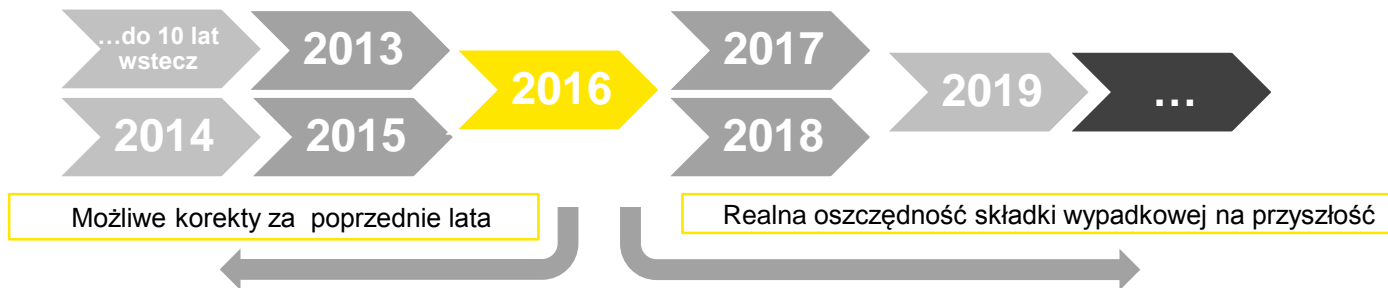 …do 10 lat
wstecz
2013
2014
2015
2016
2017
2018
2019
…
Możliwe korekty za poprzednie lata
Realna oszczędność składki wypadkowej na przyszłość